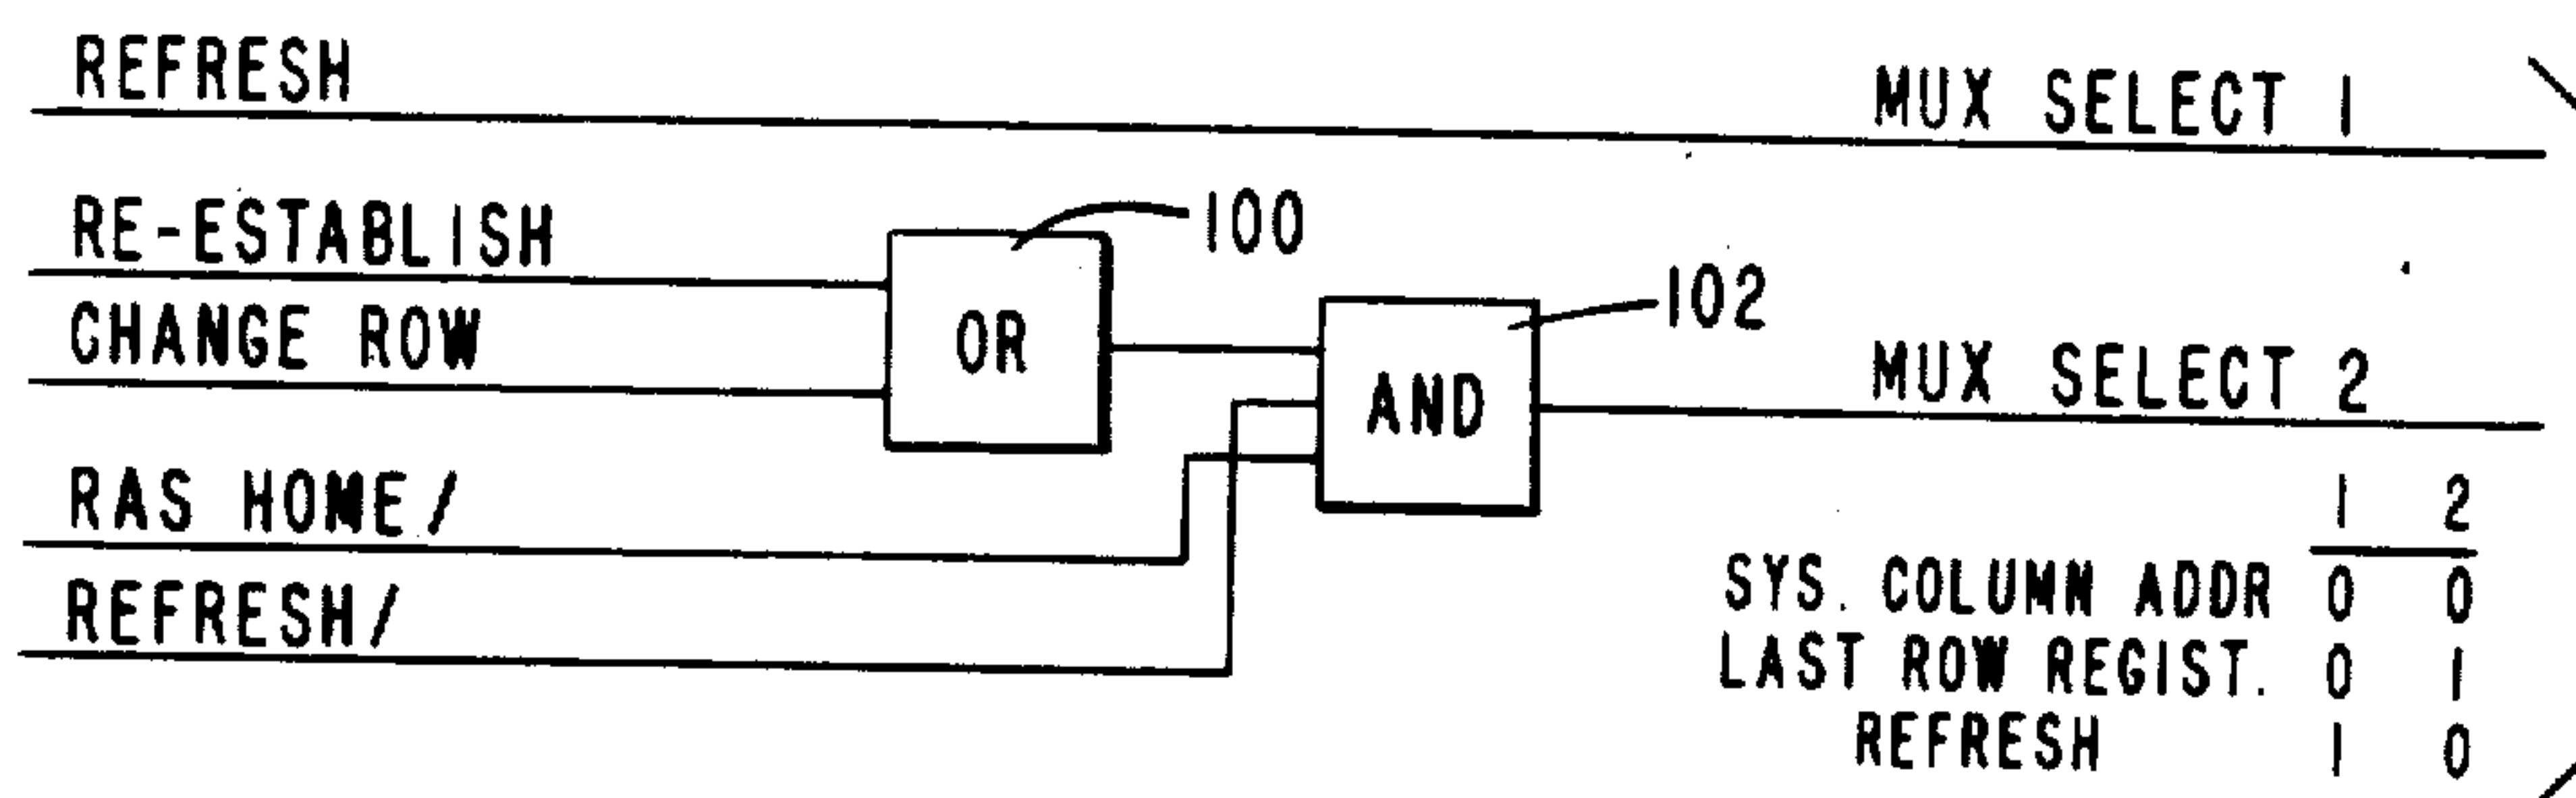 REFRESH
MUX SELECT 1
RE-ESTABLISH
100
CHANGE ROW
OR
102
AND
MUX SELECT 2
RAS HOME/
REFRESH/
1 2
SYS. COLUMN ADDR 0 0
LAST ROW REGIST. 0 1
REFRESH 1 0